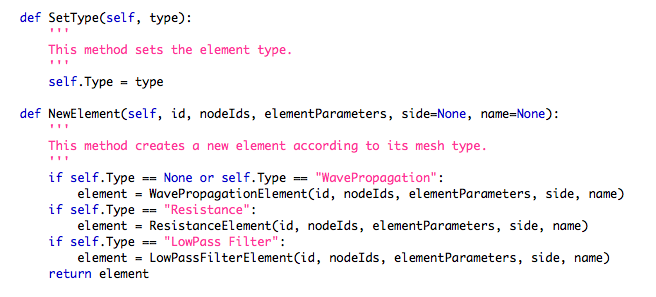 def SetType(self, type):
    '''
    This method sets the element type.
    '''
    self.Type = type
def NewElement(self, id, nodeIds, elementParameters, side=None, name=None):
    '''
    This method creates a new element according to its mesh type.
    '''
    if self.Type == None or self.Type == "WavePropagation":
        element = WavePropagationElement(id, nodeIds, elementParameters, side, name)
    if self.Type == "Resistance":
        element = ResistanceElement(id, nodeIds, elementParameters, side, name)
    if self.Type == "LowPass Filter":
        element = LowPassFilterElement(id, nodeIds, elementParameters, side, name)
    return element